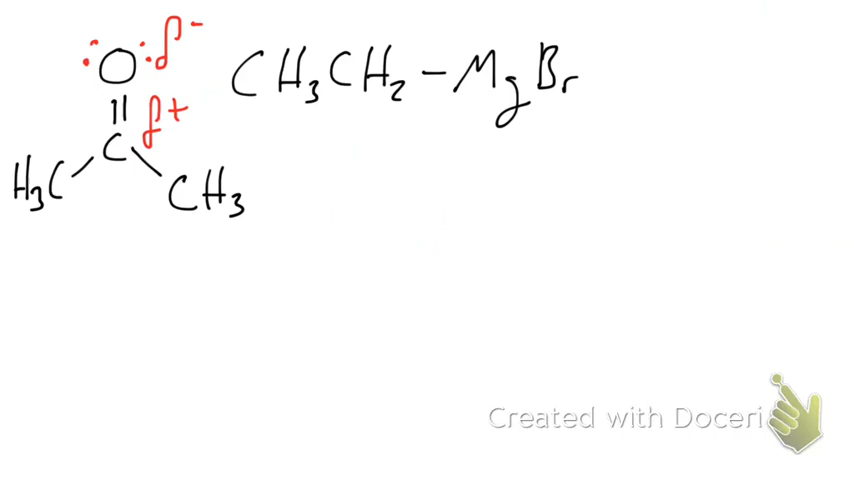 :O: δ-
CH3CH2-MgBr
||
δ+
C
H3C
CH3
Created with Doceri